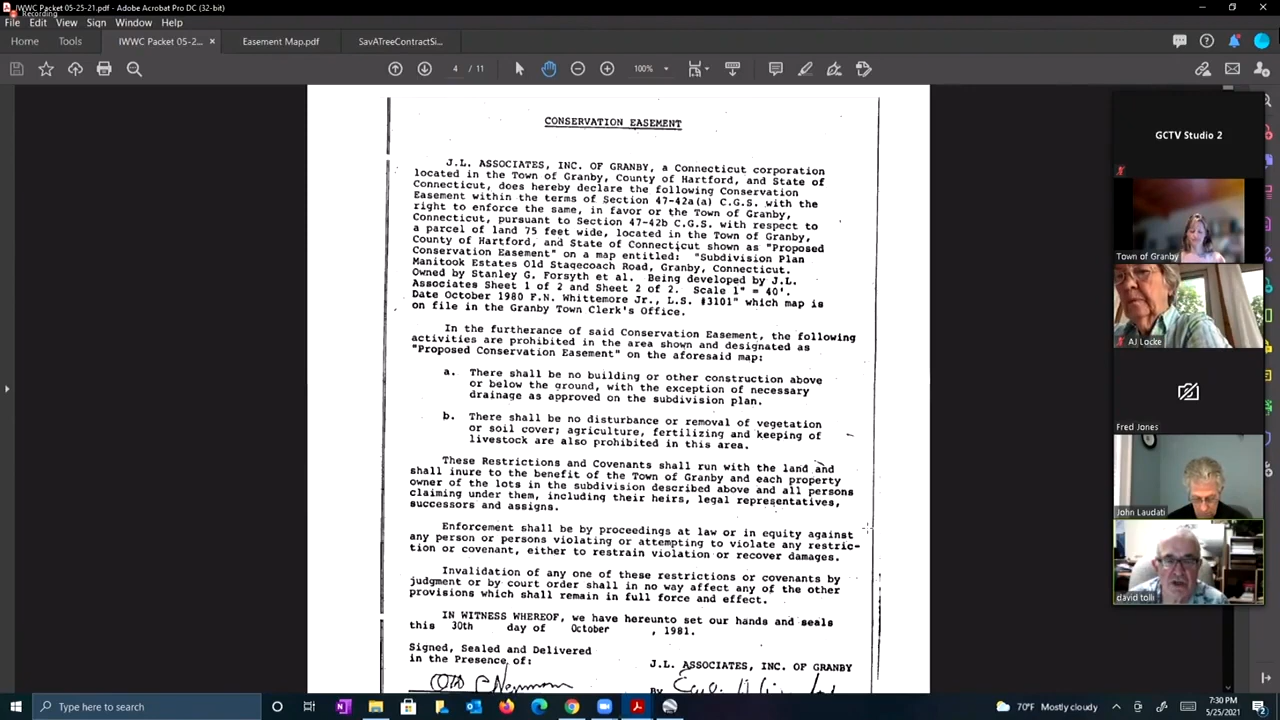 IWWC Packet 05-25-21.pdf - Adobe Acrobat Pro DC (32-bit)
Recording
File Edit View Sign Window Help
Home Tools IWWC Packet 05-2... × Easement Map.pdf SavATreeContractSi...
4 / 11 100%
CONSERVATION EASEMENT
J.L. ASSOCIATES, INC. OF GRANBY, a Connecticut corporation
located in the Town of Granby, County of Hartford, and State of
Connecticut, does hereby declare the following Conservation
Easement within the terms of Section 47-42a(a) C.G.S. with the
right to enforce the same, in favor or the Town of Granby,
Connecticut, pursuant to Section 47-42b C.G.S. with respect to
a parcel of land 75 feet wide, located in the Town of Granby,
County of Hartford, and State of Connecticut shown as "Proposed
Conservation Easement" on a map entitled: "Subdivision Plan
Manitook Estates Old Stagecoach Road, Granby, Connecticut.
Owned by Stanley G. Forsyth et al. Being developed by J.L.
Associates Sheet 1 of 2 and Sheet 2 of 2. Scale 1" = 40'.
Date October 1980 F.N. Whittemore Jr., L.S. #3101" which map is
on file in the Granby Town Clerk's Office.
In the furtherance of said Conservation Easement, the following
activities are prohibited in the area shown and designated as
"Proposed Conservation Easement" on the aforesaid map:
a. There shall be no building or other construction above
or below the ground, with the exception of necessary
drainage as approved on the subdivision plan.
b. There shall be no disturbance or removal of vegetation
or soil cover; agriculture, fertilizing and keeping of
livestock are also prohibited in this area.
These Restrictions and Covenants shall run with the land and
shall inure to the benefit of the Town of Granby and each property
owner of the lots in the subdivision described above and all persons
claiming under them, including their heirs, legal representatives,
successors and assigns.
Enforcement shall be by proceedings at law or in equity against
any person or persons violating or attempting to violate any restric-
tion or covenant, either to restrain violation or recover damages.
Invalidation of any one of these restrictions or covenants by
judgment or by court order shall in no way affect any of the other
provisions which shall remain in full force and effect.
IN WITNESS WHEREOF, we have hereunto set our hands and seals
this 30th day of October , 1981.
Signed, Sealed and Delivered
in the Presence of:
J.L. ASSOCIATES, INC. OF GRANBY
By
GCTV Studio 2
Town of Granby
AJ Locke
Fred Jones
John Laudati
david tolli
Type here to search
70°F Mostly cloudy
7:30 PM
5/25/2021